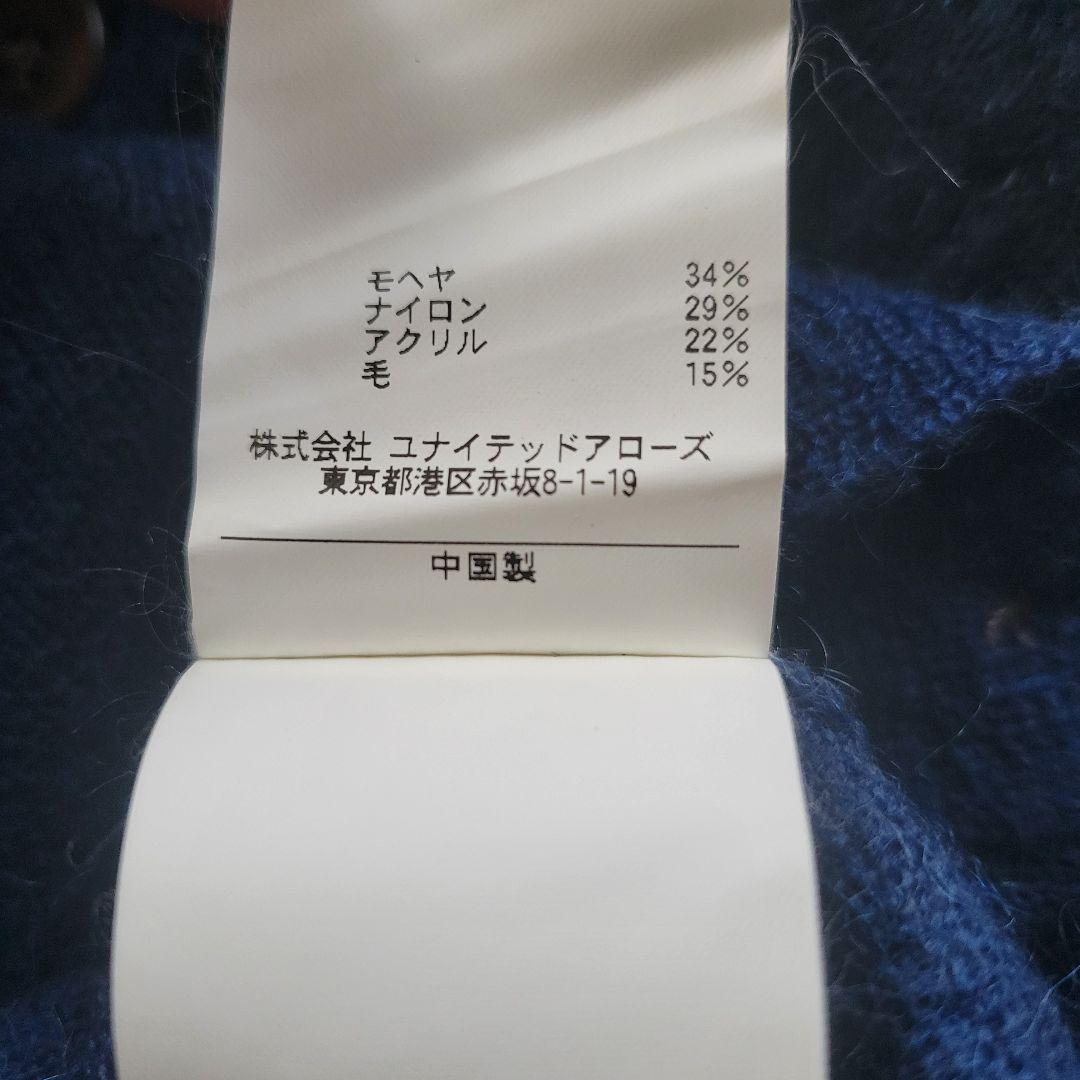 モヘヤ 34%
ナイロン 29%
アクリル 22%
毛 15%
株式会社 ユナイテッドアローズ
東京都港区赤坂8-1-19
中国製